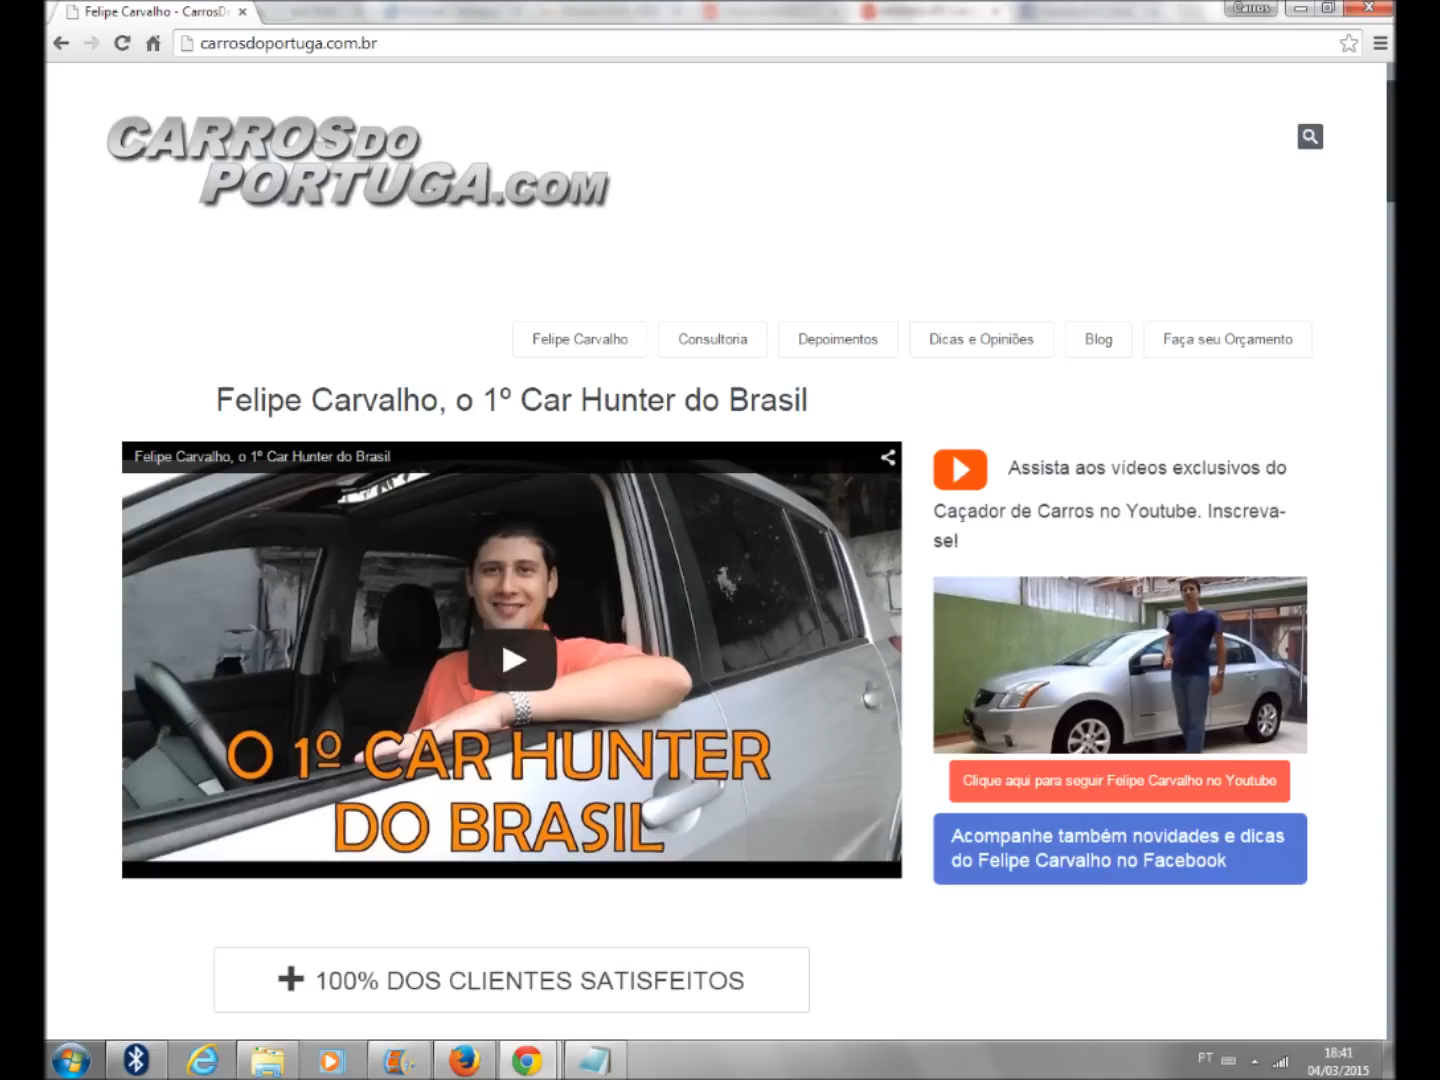 Felipe Carvalho - CarrosD
Carros
carrosdoportuga.com.br
CARROSDO
PORTUGA.COM
Felipe Carvalho
Consultoria
Depoimentos
Dicas e Opiniões
Blog
Faça seu Orçamento
Felipe Carvalho, o 1º Car Hunter do Brasil
Felipe Carvalho, o 1º Car Hunter do Brasil
O 1º CAR HUNTER
DO BRASIL
Assista aos vídeos exclusivos do
Caçador de Carros no Youtube. Inscreva-
se!
Clique aqui para seguir Felipe Carvalho no Youtube
Acompanhe também novidades e dicas
do Felipe Carvalho no Facebook
100% DOS CLIENTES SATISFEITOS
PT
18:41
04/03/2015